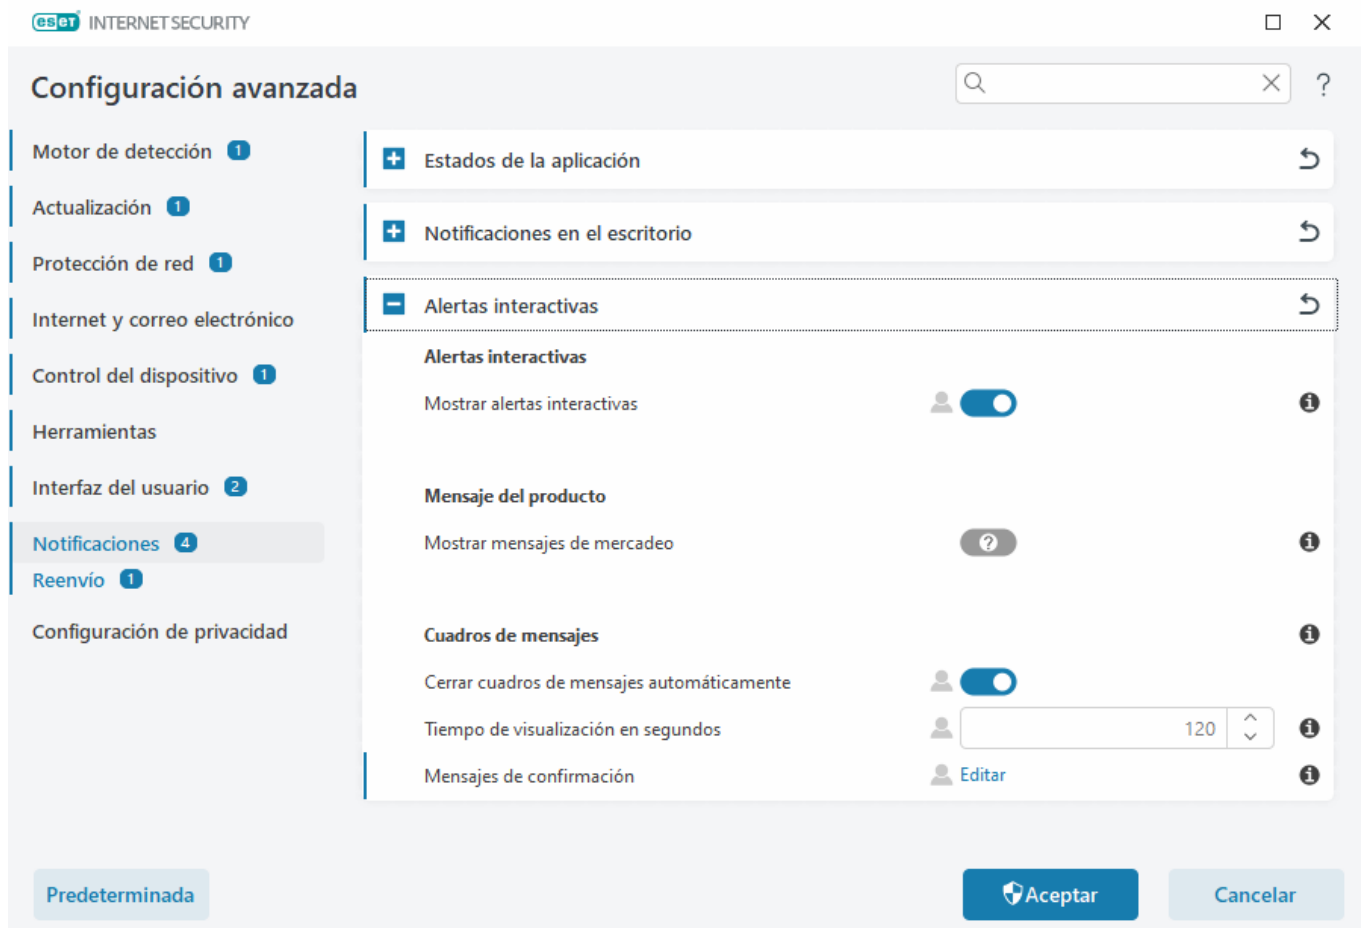 eset INTERNET SECURITY
Configuración avanzada
?
Motor de detección 1
Actualización 1
Protección de red 1
Internet y correo electrónico
Control del dispositivo 1
Herramientas
Interfaz del usuario 2
Notificaciones 4
Reenvío 1
Configuración de privacidad
Estados de la aplicación
Notificaciones en el escritorio
Alertas interactivas
Alertas interactivas
Mostrar alertas interactivas
Mensaje del producto
Mostrar mensajes de mercadeo ?
Cuadros de mensajes
Cerrar cuadros de mensajes automáticamente
Tiempo de visualización en segundos 120
Mensajes de confirmación Editar
Predeterminada
Aceptar
Cancelar